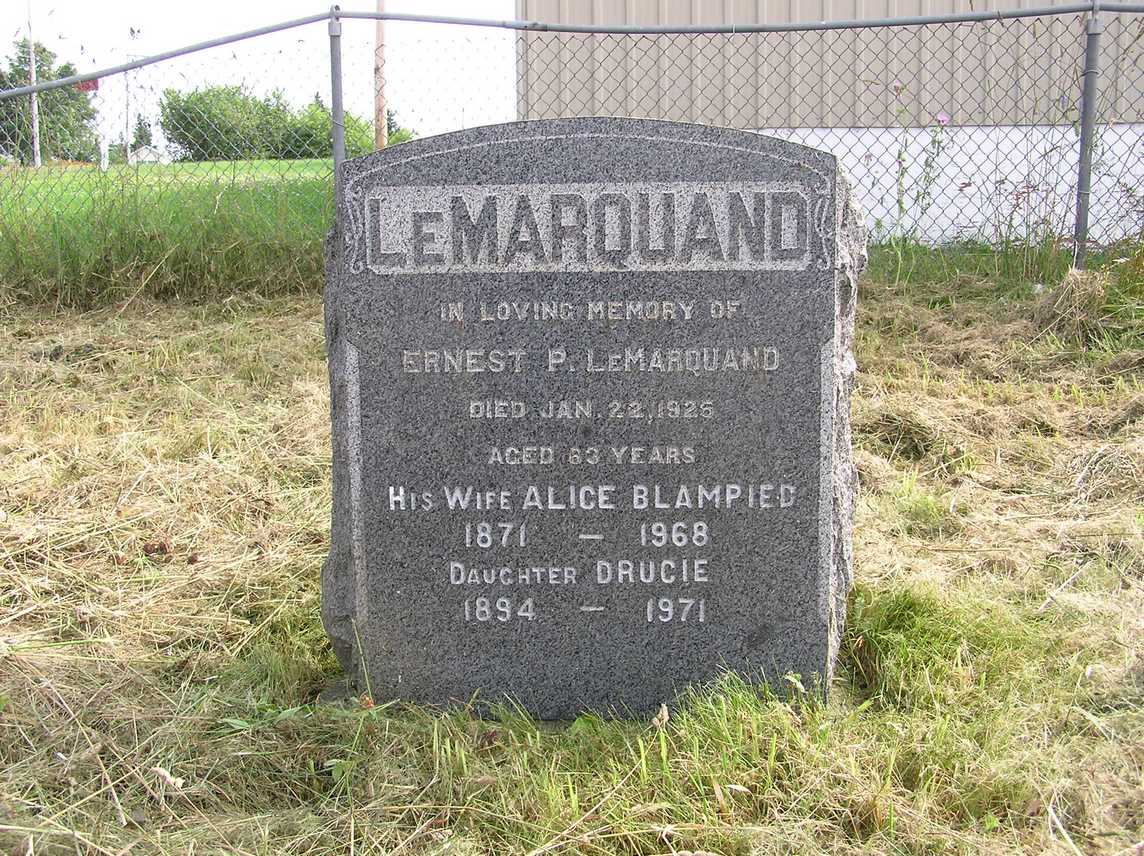 LeMARQUAND
IN LOVING MEMORY OF
ERNEST P. LeMARQUAND
DIED JAN. 22, 1925
AGED 63 YEARS
His Wife ALICE BLAMPIED
1871 – 1968
Daughter DRUCIE
1894 – 1971